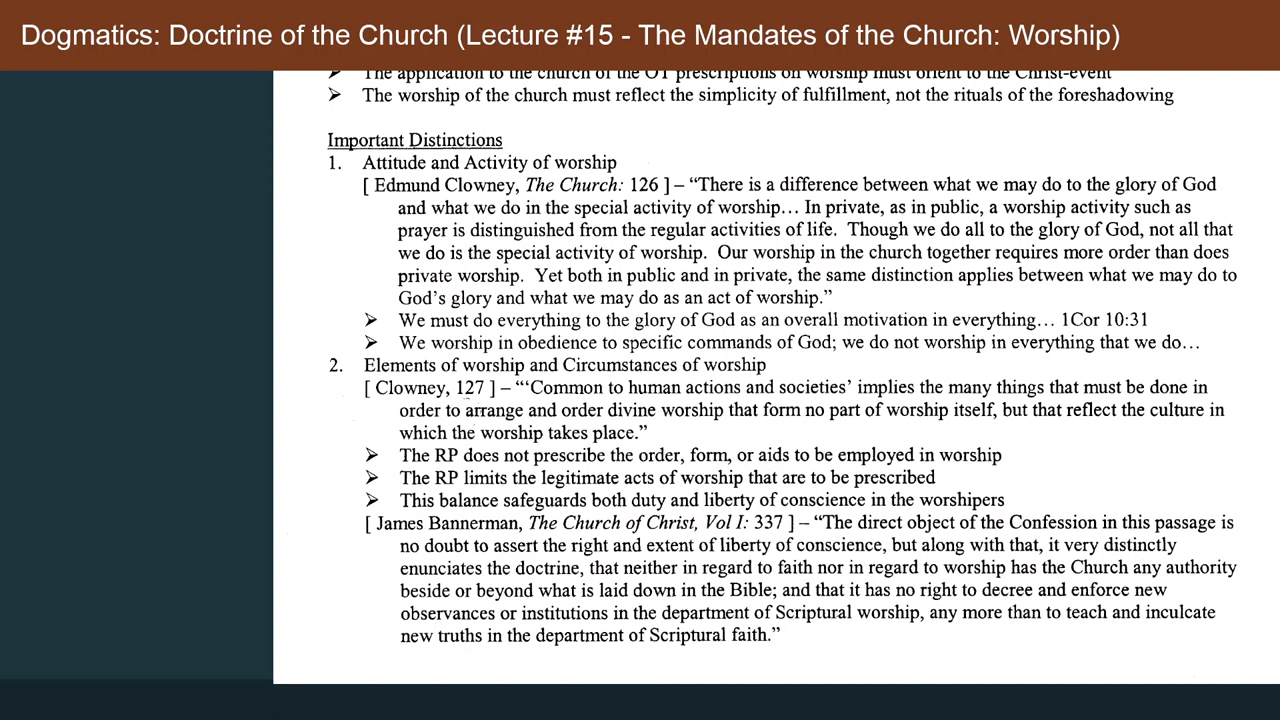 Dogmatics: Doctrine of the Church (Lecture #15 - The Mandates of the Church: Worship)
➢ The application to the church of the OT prescriptions on worship must orient to the Christ-event
➢ The worship of the church must reflect the simplicity of fulfillment, not the rituals of the foreshadowing
Important Distinctions
1. Attitude and Activity of worship
[ Edmund Clowney, The Church: 126 ] – “There is a difference between what we may do to the glory of God
and what we do in the special activity of worship… In private, as in public, a worship activity such as
prayer is distinguished from the regular activities of life. Though we do all to the glory of God, not all that
we do is the special activity of worship. Our worship in the church together requires more order than does
private worship. Yet both in public and in private, the same distinction applies between what we may do to
God’s glory and what we may do as an act of worship.”
➢ We must do everything to the glory of God as an overall motivation in everything… 1Cor 10:31
➢ We worship in obedience to specific commands of God; we do not worship in everything that we do…
2. Elements of worship and Circumstances of worship
[ Clowney, 127 ] – “‘Common to human actions and societies’ implies the many things that must be done in
order to arrange and order divine worship that form no part of worship itself, but that reflect the culture in
which the worship takes place.”
➢ The RP does not prescribe the order, form, or aids to be employed in worship
➢ The RP limits the legitimate acts of worship that are to be prescribed
➢ This balance safeguards both duty and liberty of conscience in the worshipers
[ James Bannerman, The Church of Christ, Vol I: 337 ] – “The direct object of the Confession in this passage is
no doubt to assert the right and extent of liberty of conscience, but along with that, it very distinctly
enunciates the doctrine, that neither in regard to faith nor in regard to worship has the Church any authority
beside or beyond what is laid down in the Bible; and that it has no right to decree and enforce new
observances or institutions in the department of Scriptural worship, any more than to teach and inculcate
new truths in the department of Scriptural faith.”